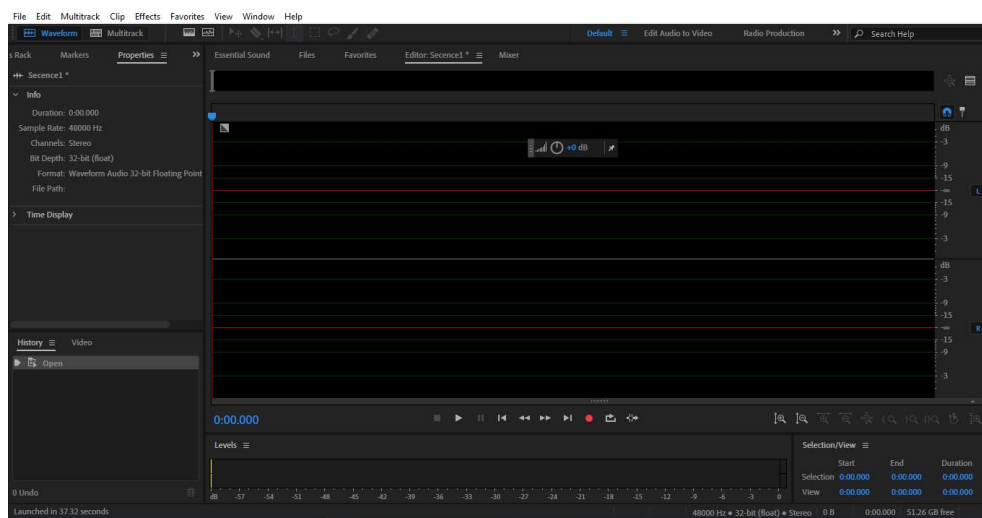 File Edit Multitrack Clip Effects Favorites View Window Help
Waveform Multitrack Default Edit Audio to Video Radio Production Search Help
s Rack Markers Properties Essential Sound Files Favorites Editor: Secence1 * Mixer
Secence1 *
Info
Duration: 0:00.000
Sample Rate: 48000 Hz
Channels: Stereo
Bit Depth: 32-bit (float)
Format: Waveform Audio 32-bit Floating Point
File Path:
Time Display
+0 dB
dB
-3
-9
-15
-∞
L
-15
-9
-3
dB
-3
-9
-15
-∞
R
-15
-9
-3
History Video
Open
0:00.000
Levels
dB -57 -54 -51 -48 -45 -42 -39 -36 -33 -30 -27 -24 -21 -18 -15 -12 -9 -6 -3 0
Selection/View
Start End Duration
Selection 0:00.000 0:00.000 0:00.000
View 0:00.000 0:00.000 0:00.000
0 Undo
Launched in 37.32 seconds 48000 Hz ● 32-bit (float) ● Stereo 0 B 0:00.000 51.26 GB free